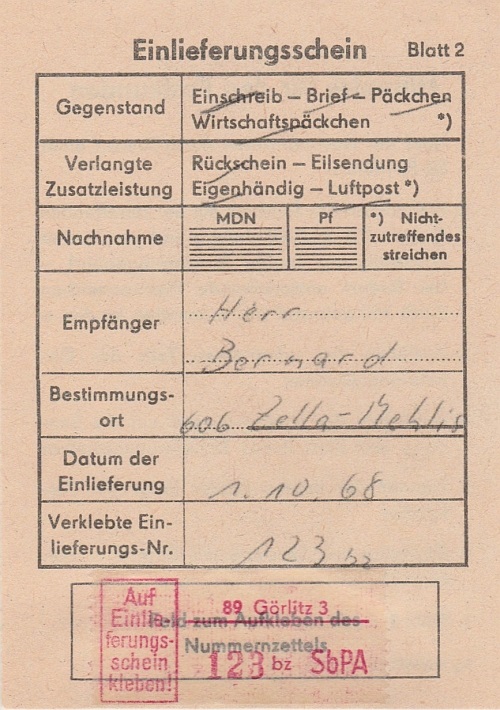 Einlieferungsschein Blatt 2
Gegenstand
Einschreib – Brief – Päckchen
Wirtschaftspäckchen *)
Verlangte
Zusatzleistung
Rückschein – Eilsendung
Eigenhändig – Luftpost *)
Nachnahme
MDN
Pf
*) Nicht-
zutreffendes
streichen
Empfänger
Herr
Bernard
Bestimmungs-
ort
606 Zella-Mehlis
Datum der
Einlieferung
1. 10. 68
Verklebte Ein-
lieferungs-Nr.
123 bz
Auf
Einlie
ferungs-
schein
kleben!
89 Görlitz 3
Feld zum Aufkleben des
Nummernzettels
123 bz SbPA